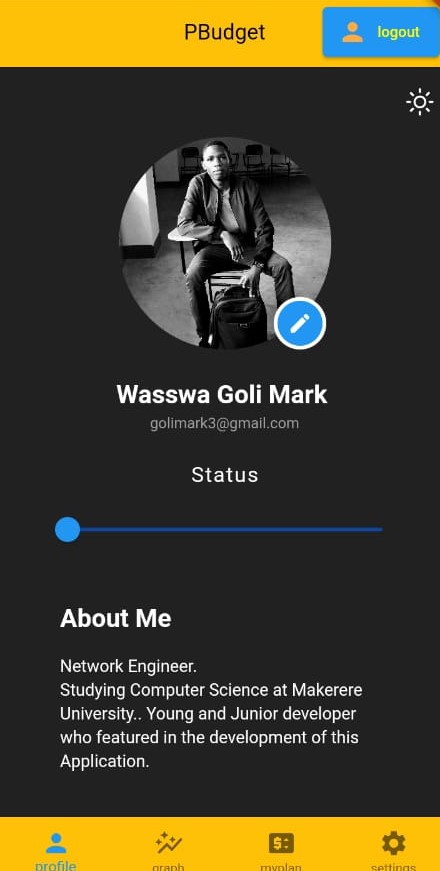 PBudget
logout
Wasswa Goli Mark
golimark3@gmail.com
Status
About Me
Network Engineer.
Studying Computer Science at Makerere
University.. Young and Junior developer
who featured in the development of this
Application.
profile
graph
myplan
settings